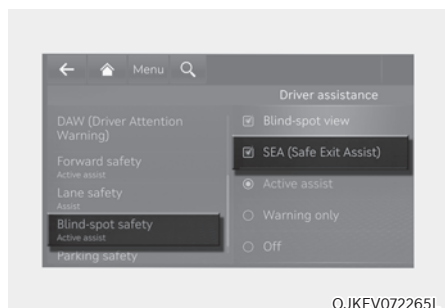 Menu
Driver assistance
DAW (Driver Attention
Warning)
Forward safety
Active assist
Lane safety
Assist
Blind-spot safety
Active assist
Parking safety
Blind-spot view
SEA (Safe Exit Assist)
Active assist
Warning only
Off
OJKEV072265L